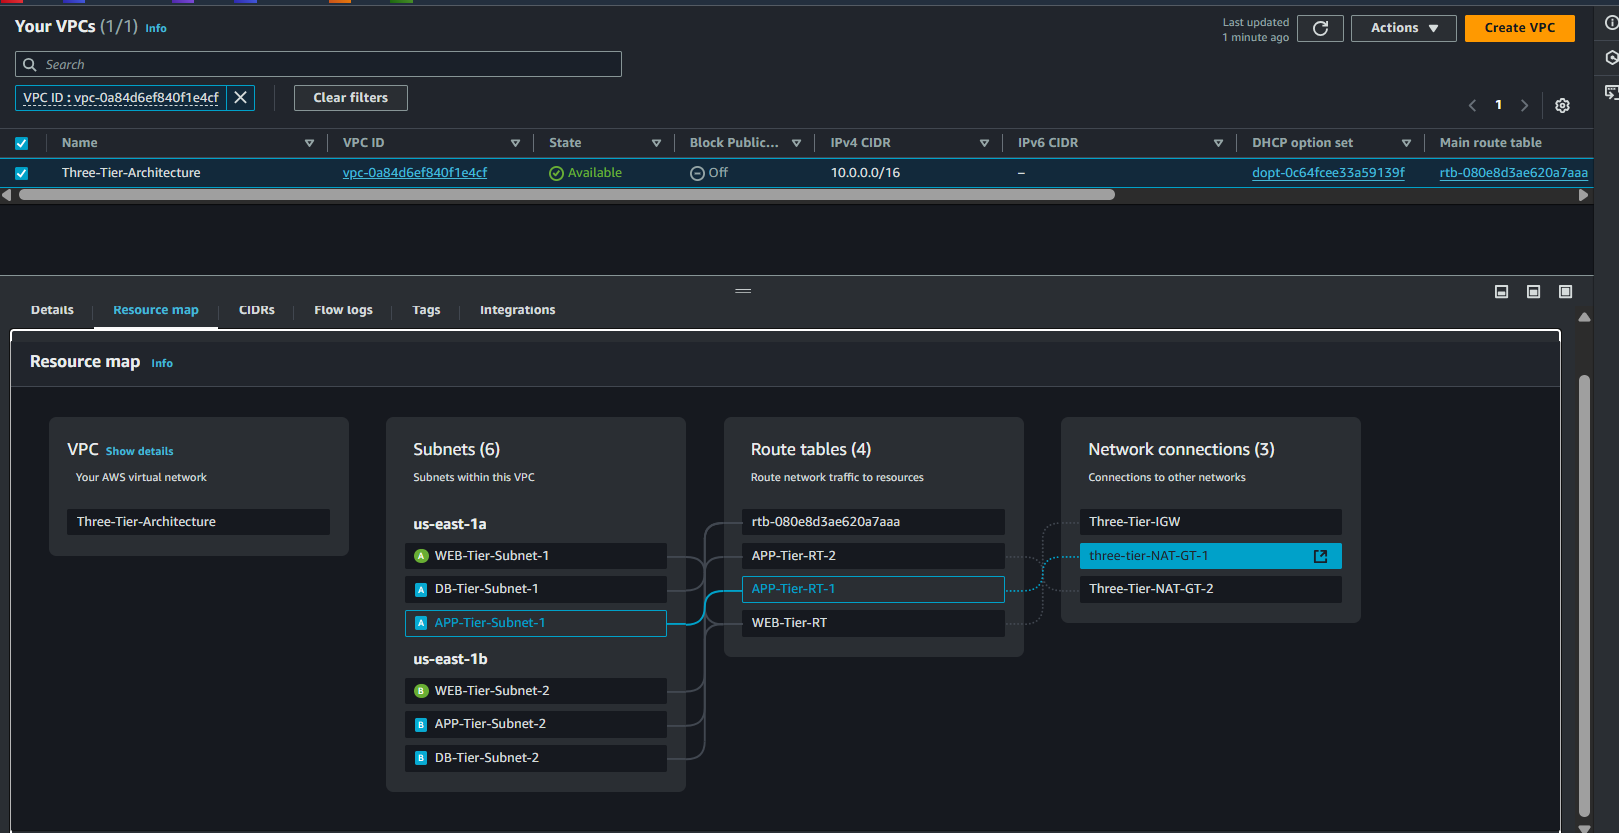 Your VPCs (1/1) Info
Last updated
1 minute ago
Actions
Create VPC
Search
VPC ID : vpc-0a84d6ef840f1e4cf
Clear filters
1
Name VPC ID State Block Public... IPv4 CIDR IPv6 CIDR DHCP option set Main route table
Three-Tier-Architecture vpc-0a84d6ef840f1e4cf Available Off 10.0.0.0/16 – dopt-0c64fcee33a59139f rtb-080e8d3ae620a7aaa
Details Resource map CIDRs Flow logs Tags Integrations
Resource map Info
VPC Show details
Your AWS virtual network
Three-Tier-Architecture
Subnets (6)
Subnets within this VPC
us-east-1a
A WEB-Tier-Subnet-1
A DB-Tier-Subnet-1
A APP-Tier-Subnet-1
us-east-1b
B WEB-Tier-Subnet-2
B APP-Tier-Subnet-2
B DB-Tier-Subnet-2
Route tables (4)
Route network traffic to resources
rtb-080e8d3ae620a7aaa
APP-Tier-RT-2
APP-Tier-RT-1
WEB-Tier-RT
Network connections (3)
Connections to other networks
Three-Tier-IGW
three-tier-NAT-GT-1
Three-Tier-NAT-GT-2